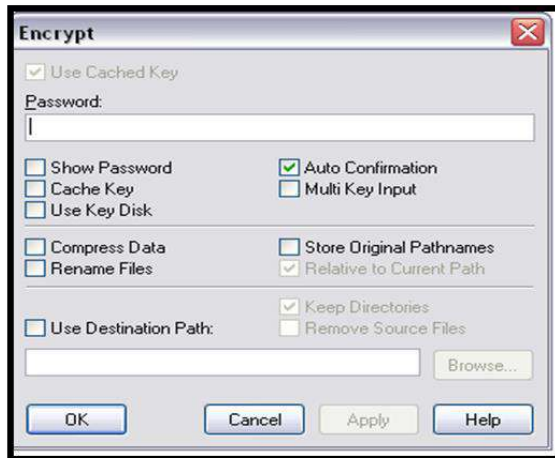 Encrypt
Use Cached Key
Password:
Show Password
Auto Confirmation
Cache Key
Multi Key Input
Use Key Disk
Compress Data
Store Original Pathnames
Rename Files
Relative to Current Path
Keep Directories
Use Destination Path:
Remove Source Files
Browse...
OK
Cancel
Apply
Help